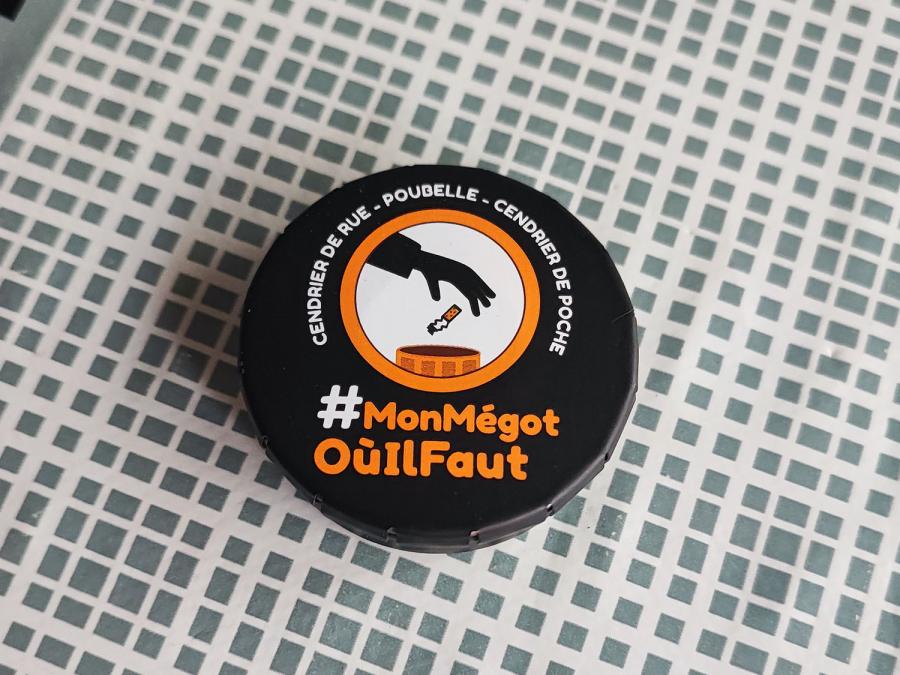 CENDRIER DE RUE - POUBELLE - CENDRIER DE POCHE
#MonMégot
OùIlFaut